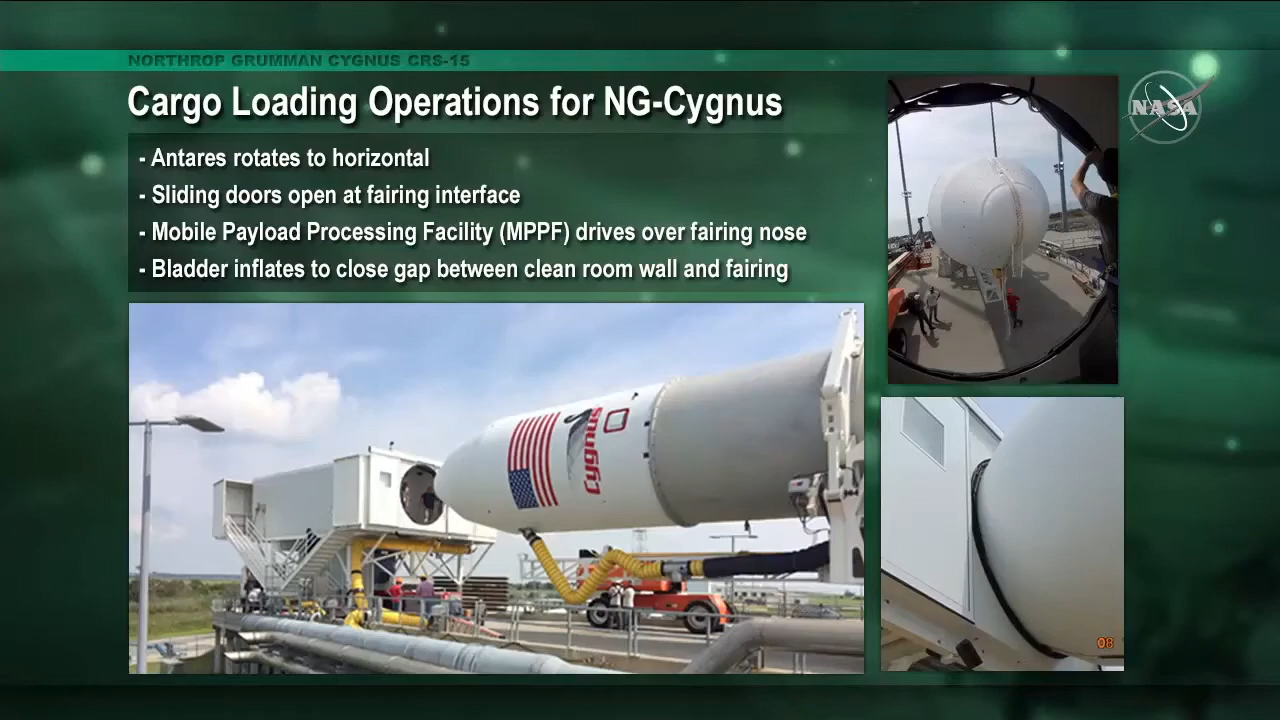 NORTHROP GRUMMAN CYGNUS CRS-15
Cargo Loading Operations for NG-Cygnus
- Antares rotates to horizontal
- Sliding doors open at fairing interface
- Mobile Payload Processing Facility (MPPF) drives over fairing nose
- Bladder inflates to close gap between clean room wall and fairing
NASA
Cygnus
08